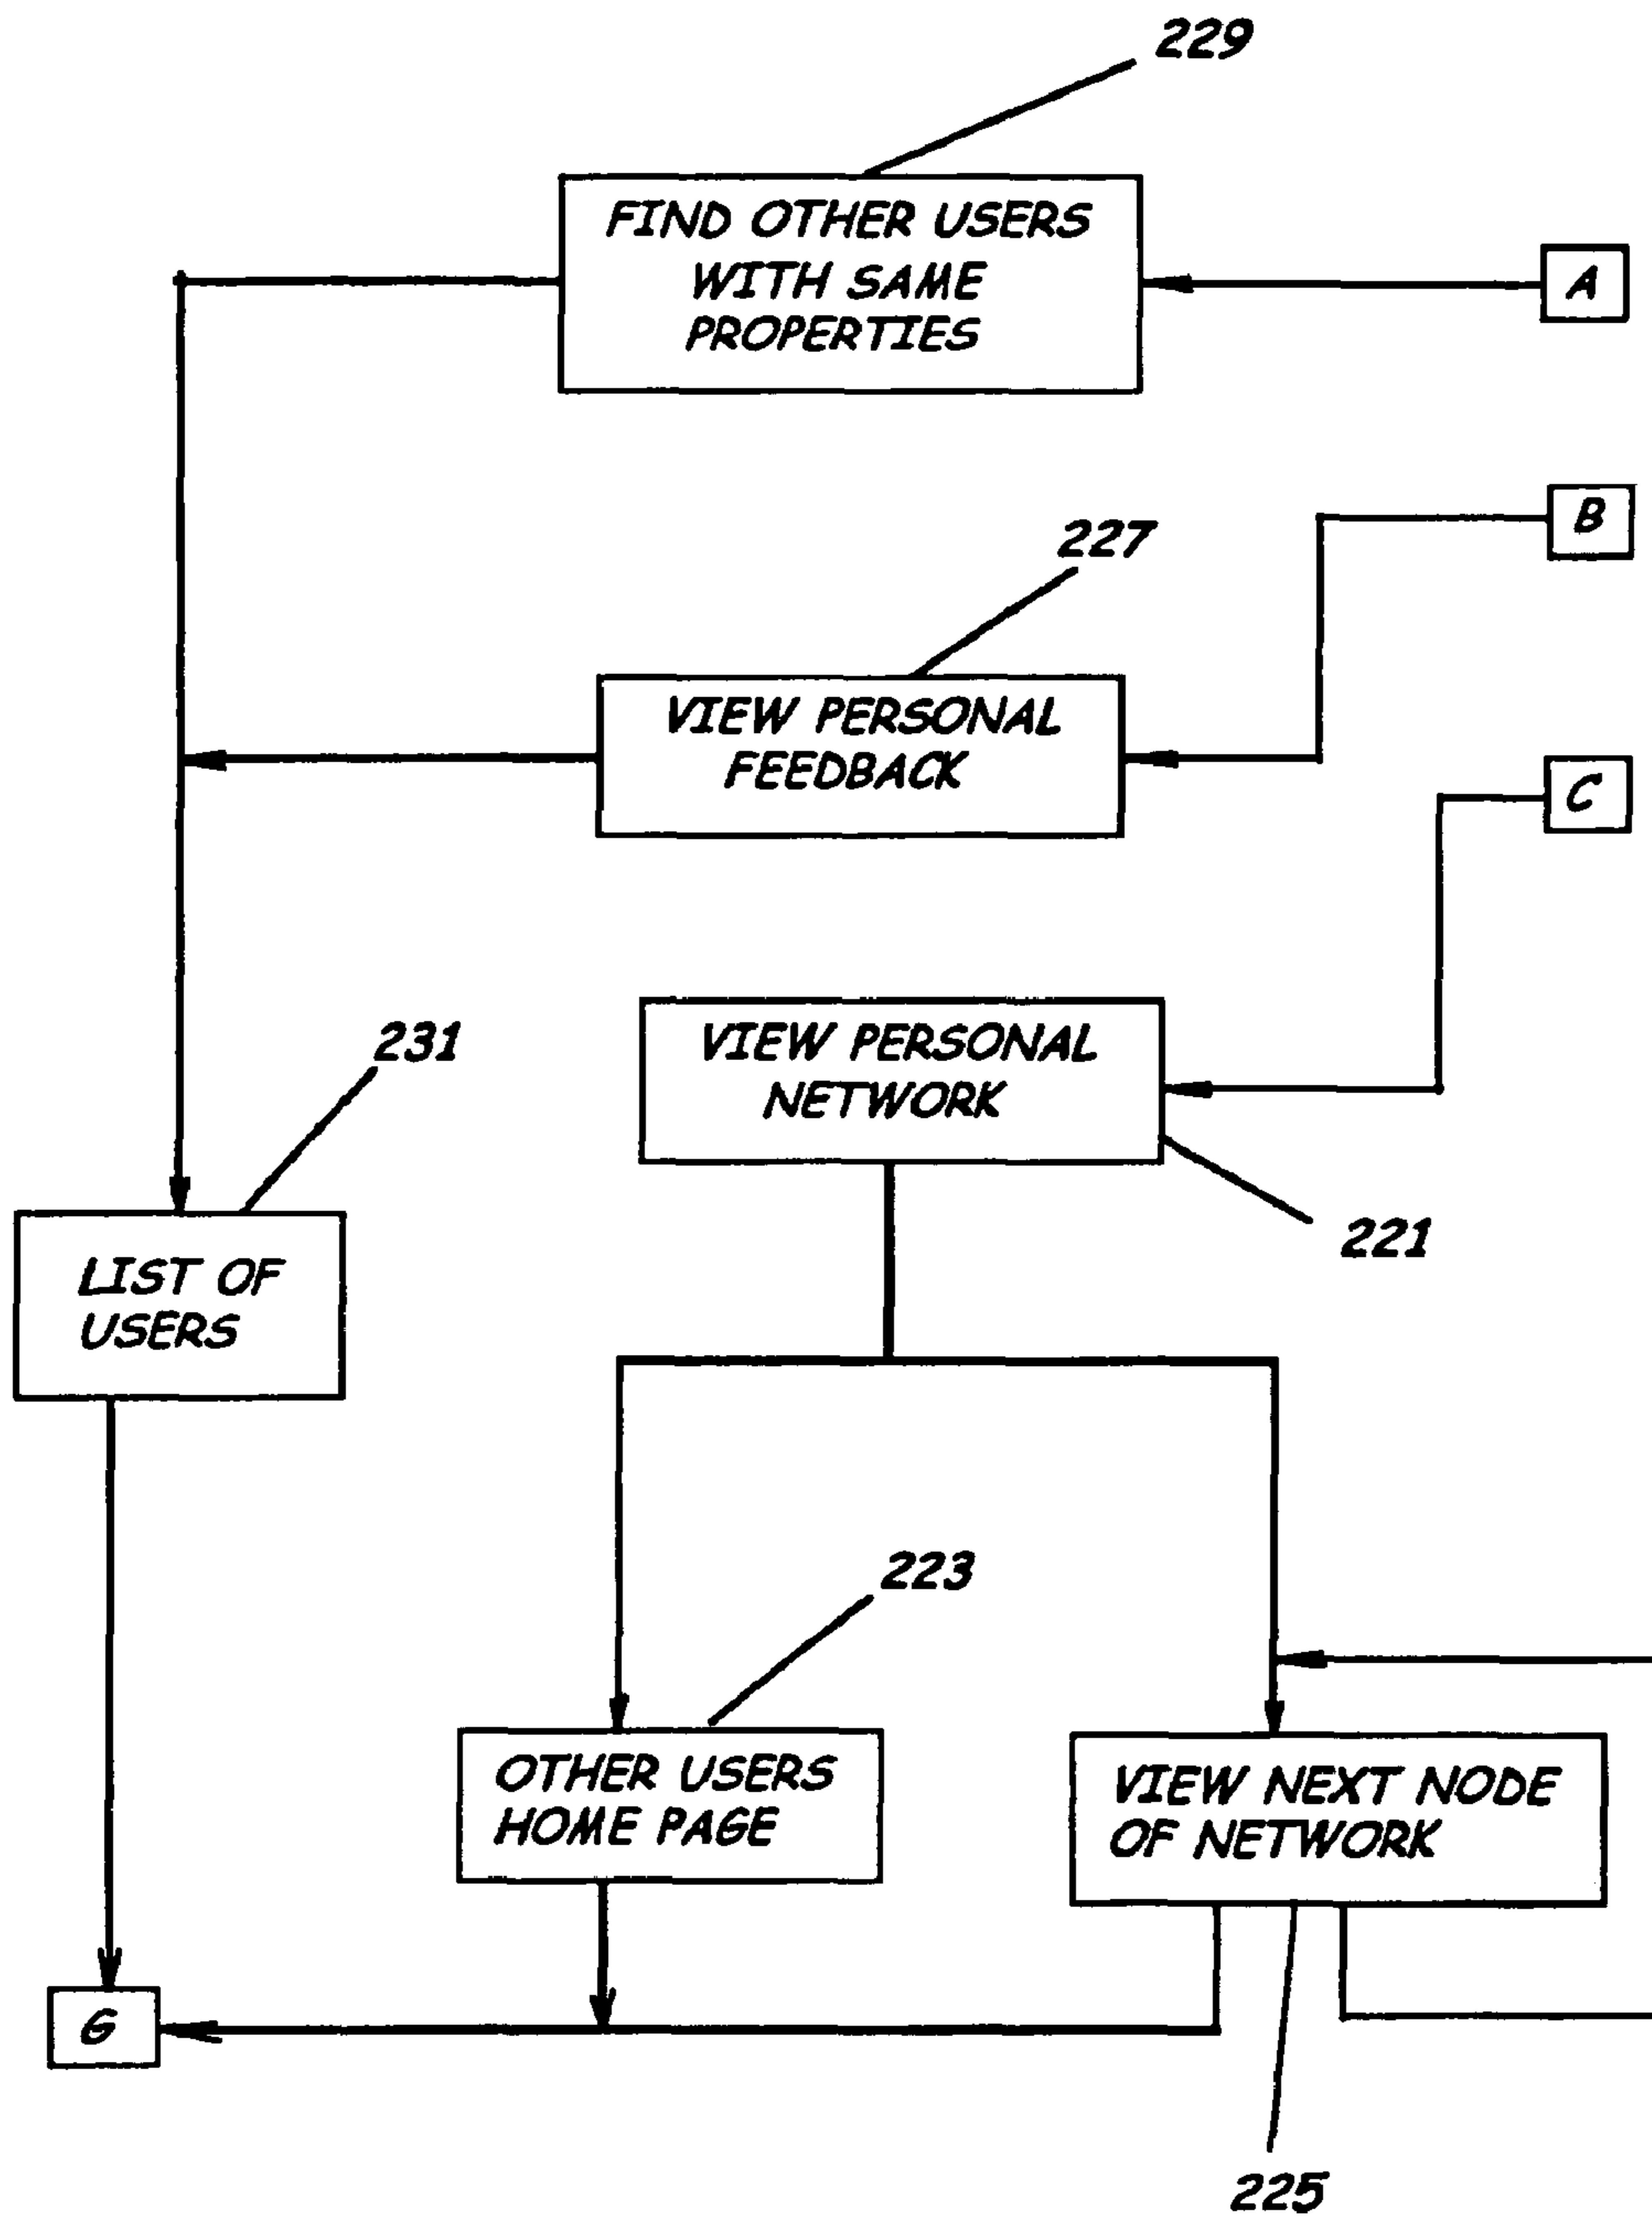 229
FIND OTHER USERS
WITH SAME
PROPERTIES
A
B
227
VIEW PERSONAL
FEEDBACK
C
VIEW PERSONAL
NETWORK
231
221
LIST OF
USERS
223
OTHER USERS
HOME PAGE
VIEW NEXT NODE
OF NETWORK
G
225